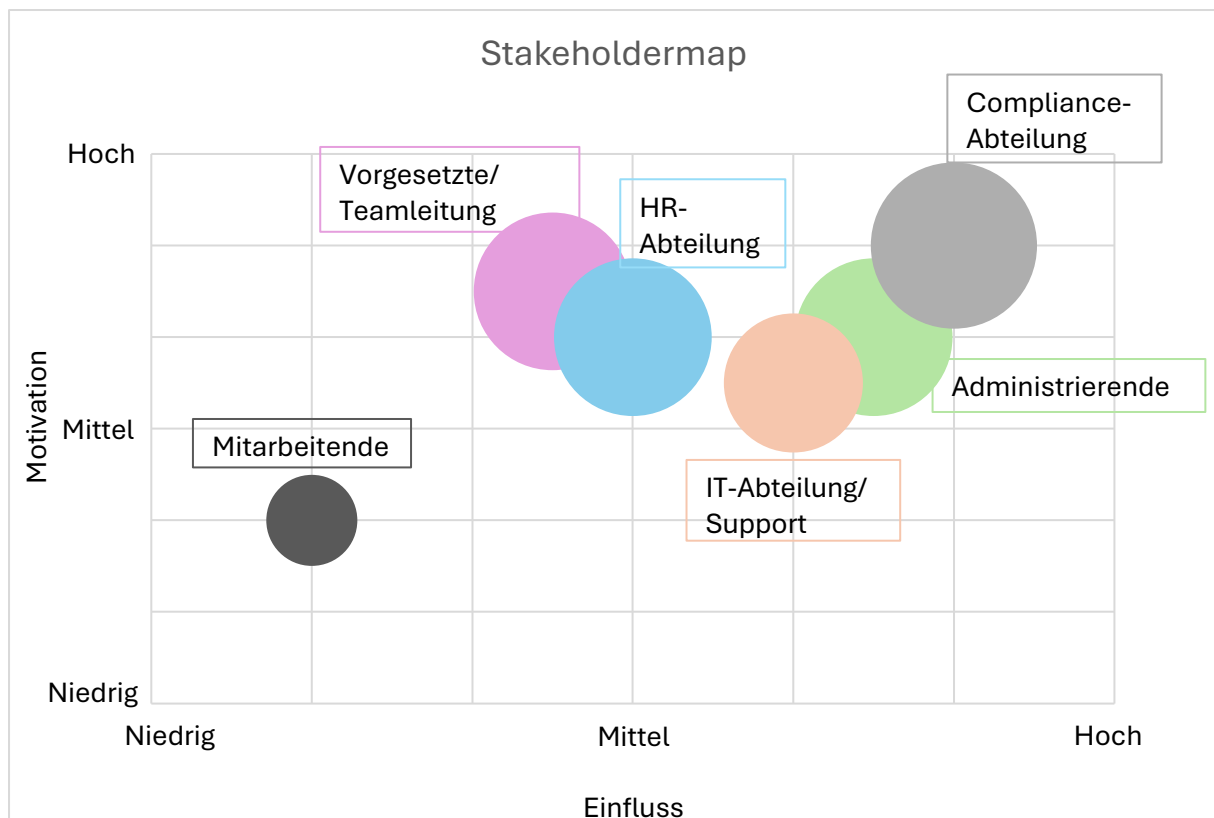 Stakeholdermap
Compliance-
Abteilung
Hoch
Vorgesetzte/
Teamleitung
HR-
Abteilung
Administrierende
Mittel
Motivation
Mitarbeitende
IT-Abteilung/
Support
Niedrig
Niedrig
Mittel
Hoch
Einfluss